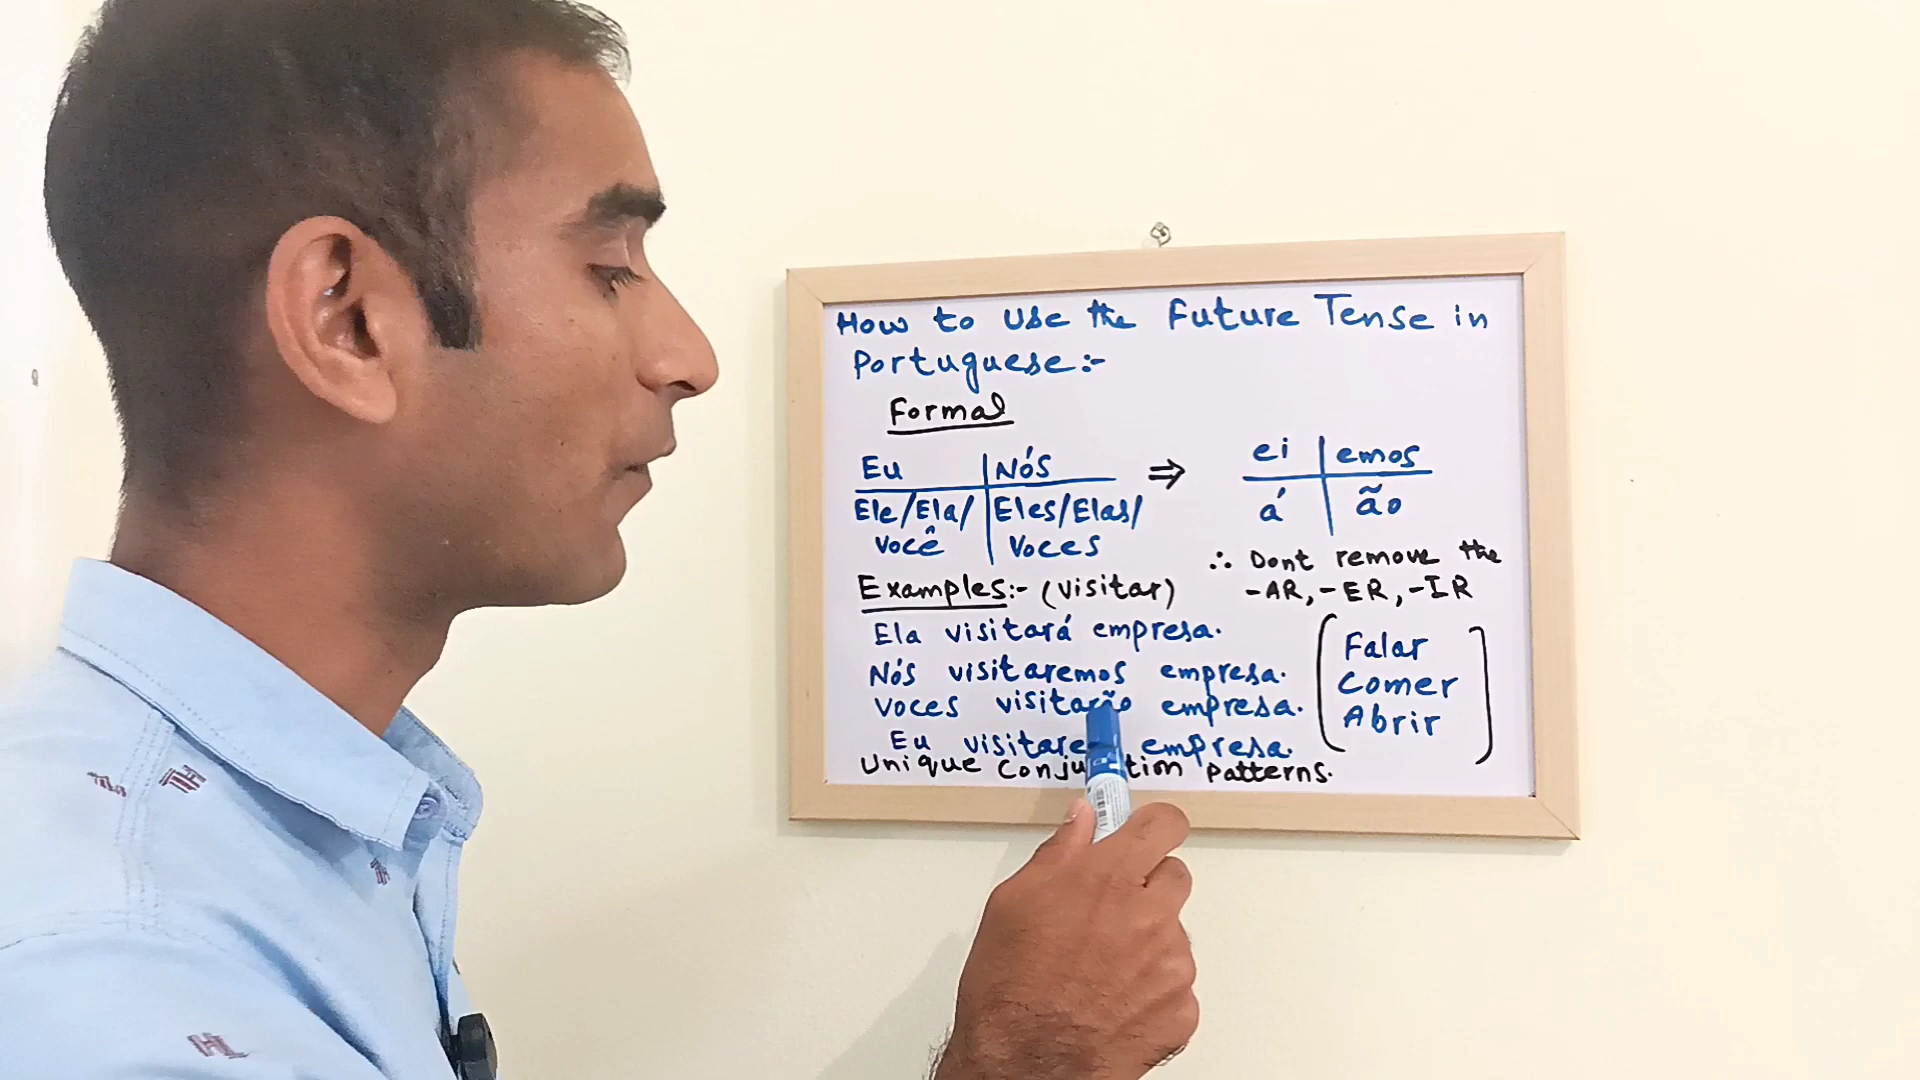 How to Use the Future Tense in
Portuguese:-
Formal
Eu | Nós ⇒ ei | emos
Ele/Ela/ | Eles/Elas/ á | ão
Você | Voces
∴ Dont remove the
-AR, -ER, -IR
Examples:- (visitar)
Ela visitará empresa.
Nós visitaremos empresa.
Voces visitarão empresa.
Eu empresa.
Unique patterns.
Falar
Comer
Abrir